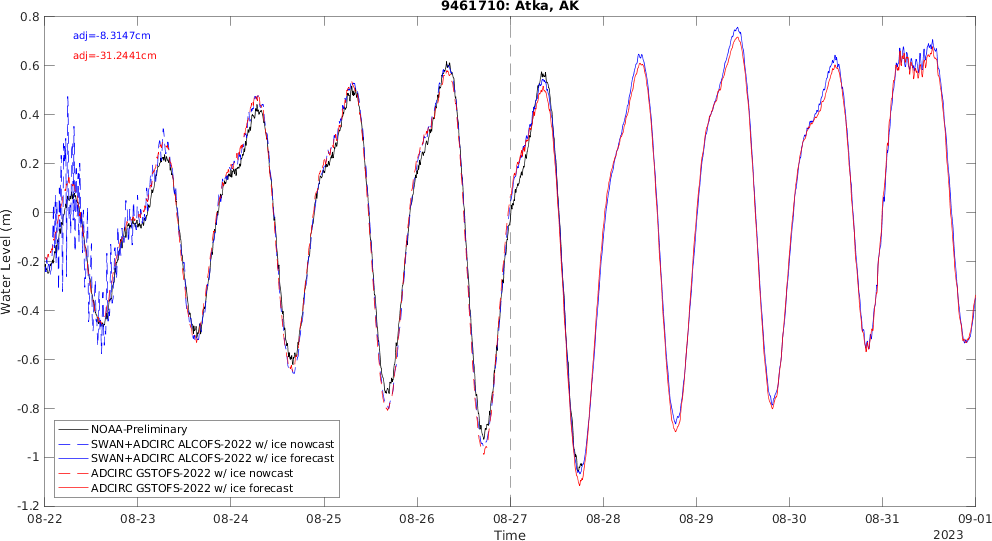 9461710: Atka, AK
adj=-8.3147cm
adj=-31.2441cm
Water Level (m)
0.8
0.6
0.4
0.2
0
-0.2
-0.4
-0.6
-0.8
-1
-1.2
NOAA-Preliminary
SWAN+ADCIRC ALCOFS-2022 w/ ice nowcast
SWAN+ADCIRC ALCOFS-2022 w/ ice forecast
ADCIRC GSTOFS-2022 w/ ice nowcast
ADCIRC GSTOFS-2022 w/ ice forecast
08-22 08-23 08-24 08-25 08-26 08-27 08-28 08-29 08-30 08-31 09-01
Time
2023